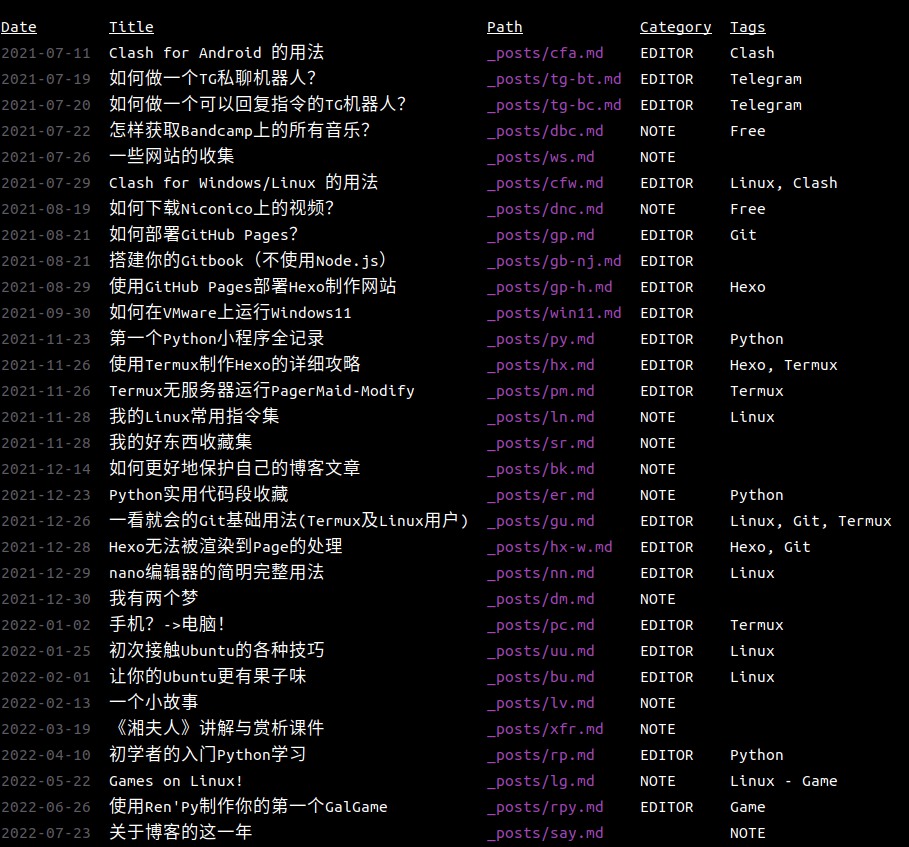 Date Title Path Category Tags
2021-07-11 Clash for Android 的用法 _posts/cfa.md EDITOR Clash
2021-07-19 如何做一个TG私聊机器人? _posts/tg-bt.md EDITOR Telegram
2021-07-20 如何做一个可以回复指令的TG机器人? _posts/tg-bc.md EDITOR Telegram
2021-07-22 怎样获取Bandcamp上的所有音乐? _posts/dbc.md NOTE Free
2021-07-26 一些网站的收集 _posts/ws.md NOTE
2021-07-29 Clash for Windows/Linux 的用法 _posts/cfw.md EDITOR Linux, Clash
2021-08-19 如何下载Niconico上的视频? _posts/dnc.md NOTE Free
2021-08-21 如何部署GitHub Pages? _posts/gp.md EDITOR Git
2021-08-21 搭建你的Gitbook（不使用Node.js） _posts/gb-nj.md EDITOR
2021-08-29 使用GitHub Pages部署Hexo制作网站 _posts/gp-h.md EDITOR Hexo
2021-09-30 如何在VMware上运行Windows11 _posts/win11.md EDITOR
2021-11-23 第一个Python小程序全记录 _posts/py.md EDITOR Python
2021-11-26 使用Termux制作Hexo的详细攻略 _posts/hx.md EDITOR Hexo, Termux
2021-11-26 Termux无服务器运行PagerMaid-Modify _posts/pm.md EDITOR Termux
2021-11-28 我的Linux常用指令集 _posts/ln.md NOTE Linux
2021-11-28 我的好东西收藏集 _posts/sr.md NOTE
2021-12-14 如何更好地保护自己的博客文章 _posts/bk.md NOTE
2021-12-23 Python实用代码段收藏 _posts/er.md NOTE Python
2021-12-26 一看就会的Git基础用法(Termux及Linux用户) _posts/gu.md EDITOR Linux, Git, Termux
2021-12-28 Hexo无法被渲染到Page的处理 _posts/hx-w.md EDITOR Hexo, Git
2021-12-29 nano编辑器的简明完整用法 _posts/nn.md EDITOR Linux
2021-12-30 我有两个梦 _posts/dm.md NOTE
2022-01-02 手机？->电脑！ _posts/pc.md EDITOR Termux
2022-01-25 初次接触Ubuntu的各种技巧 _posts/uu.md EDITOR Linux
2022-02-01 让你的Ubuntu更有果子味 _posts/bu.md EDITOR Linux
2022-02-13 一个小故事 _posts/lv.md NOTE
2022-03-19 《湘夫人》讲解与赏析课件 _posts/xfr.md NOTE
2022-04-10 初学者的入门Python学习 _posts/rp.md EDITOR Python
2022-05-22 Games on Linux! _posts/lg.md NOTE Linux - Game
2022-06-26 使用Ren'Py制作你的第一个GalGame _posts/rpy.md EDITOR Game
2022-07-23 关于博客的这一年 _posts/say.md NOTE